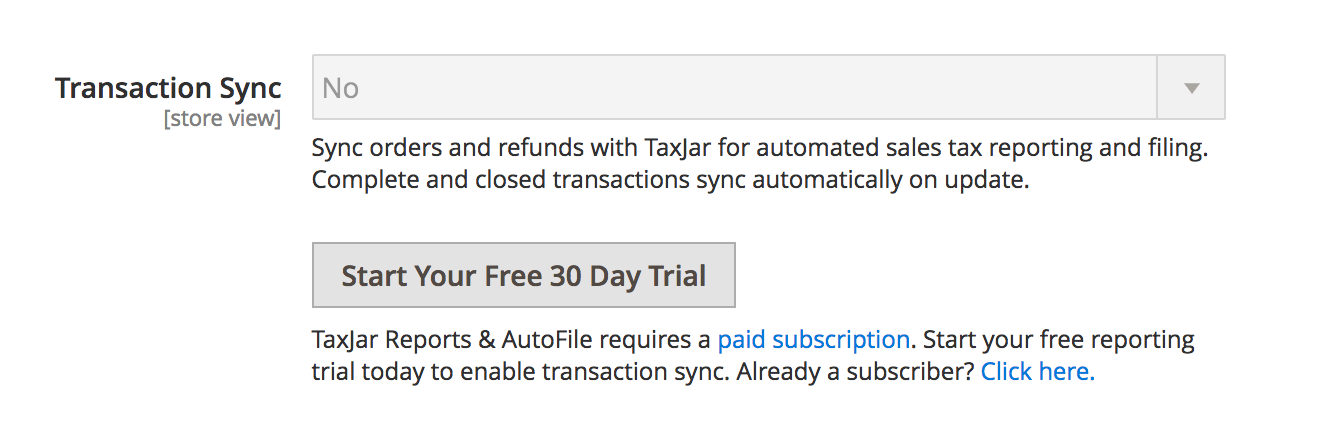 Transaction Sync
[store view]
No
Sync orders and refunds with TaxJar for automated sales tax reporting and filing.
Complete and closed transactions sync automatically on update.
Start Your Free 30 Day Trial
TaxJar Reports & AutoFile requires a paid subscription. Start your free reporting
trial today to enable transaction sync. Already a subscriber? Click here.